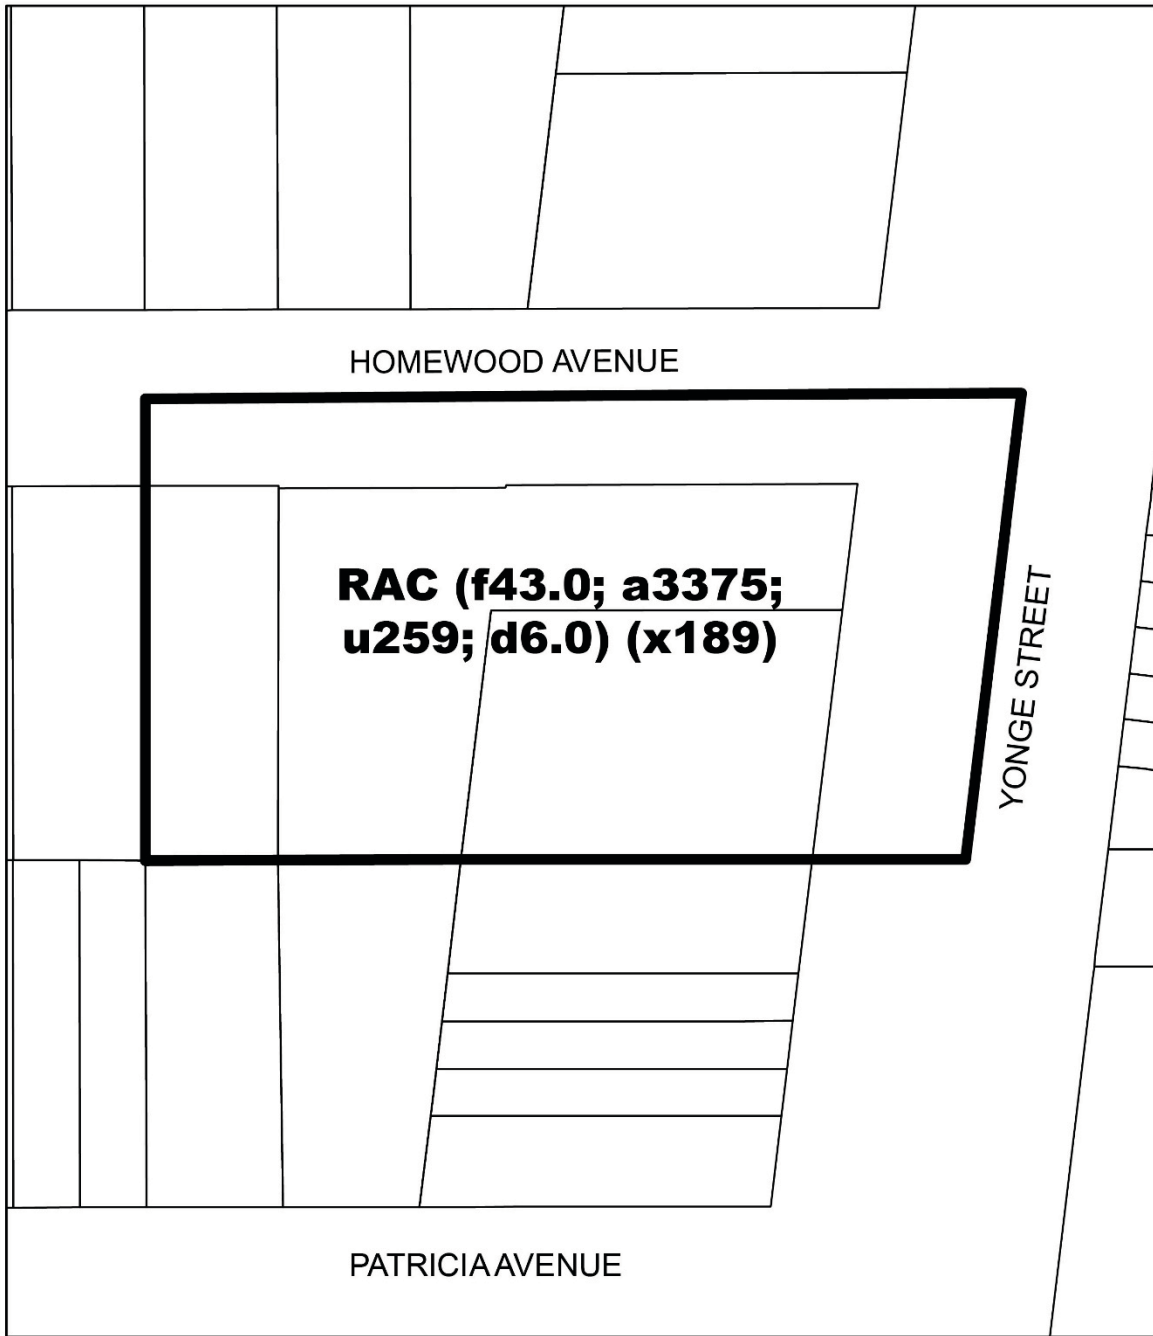 HOMEWOOD AVENUE
RAC (f43.0; a3375;
u259; d6.0) (x189)
YONGE STREET
PATRICIA AVENUE